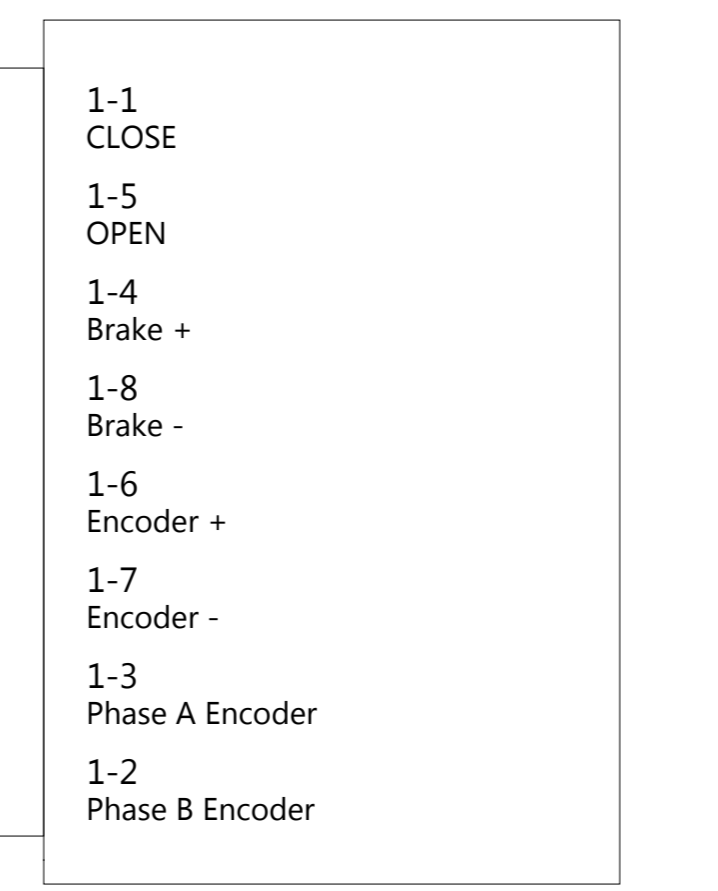 1-1
CLOSE
1-5
OPEN
1-4
Brake +
1-8
Brake -
1-6
Encoder +
1-7
Encoder -
1-3
Phase A Encoder
1-2
Phase B Encoder